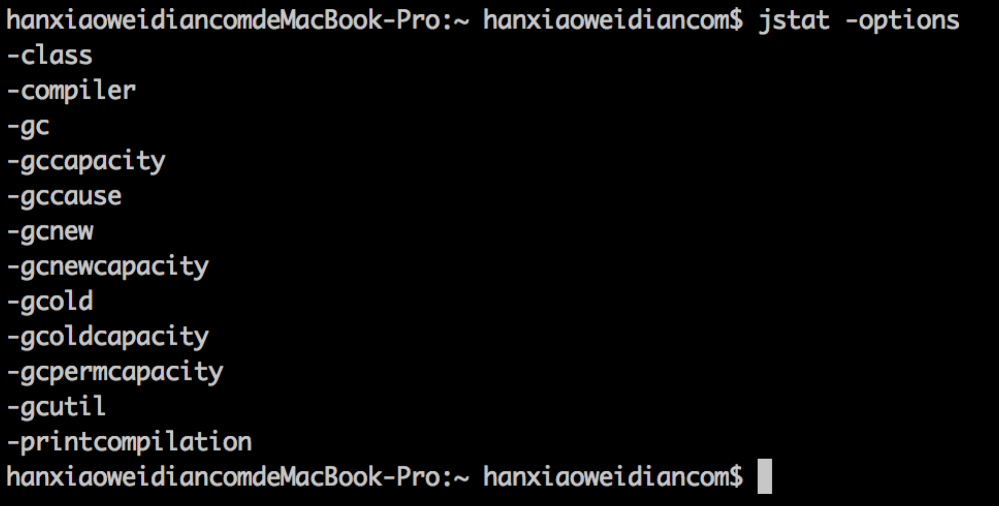 hanxiaoweidiancomdeMacBook-Pro:~ hanxiaoweidiancom$ jstat -options
-class
-compiler
-gc
-gccapacity
-gccause
-gcnew
-gcnewcapacity
-gcold
-gcoldcapacity
-gcpermcapacity
-gcutil
-printcompilation
hanxiaoweidiancomdeMacBook-Pro:~ hanxiaoweidiancom$